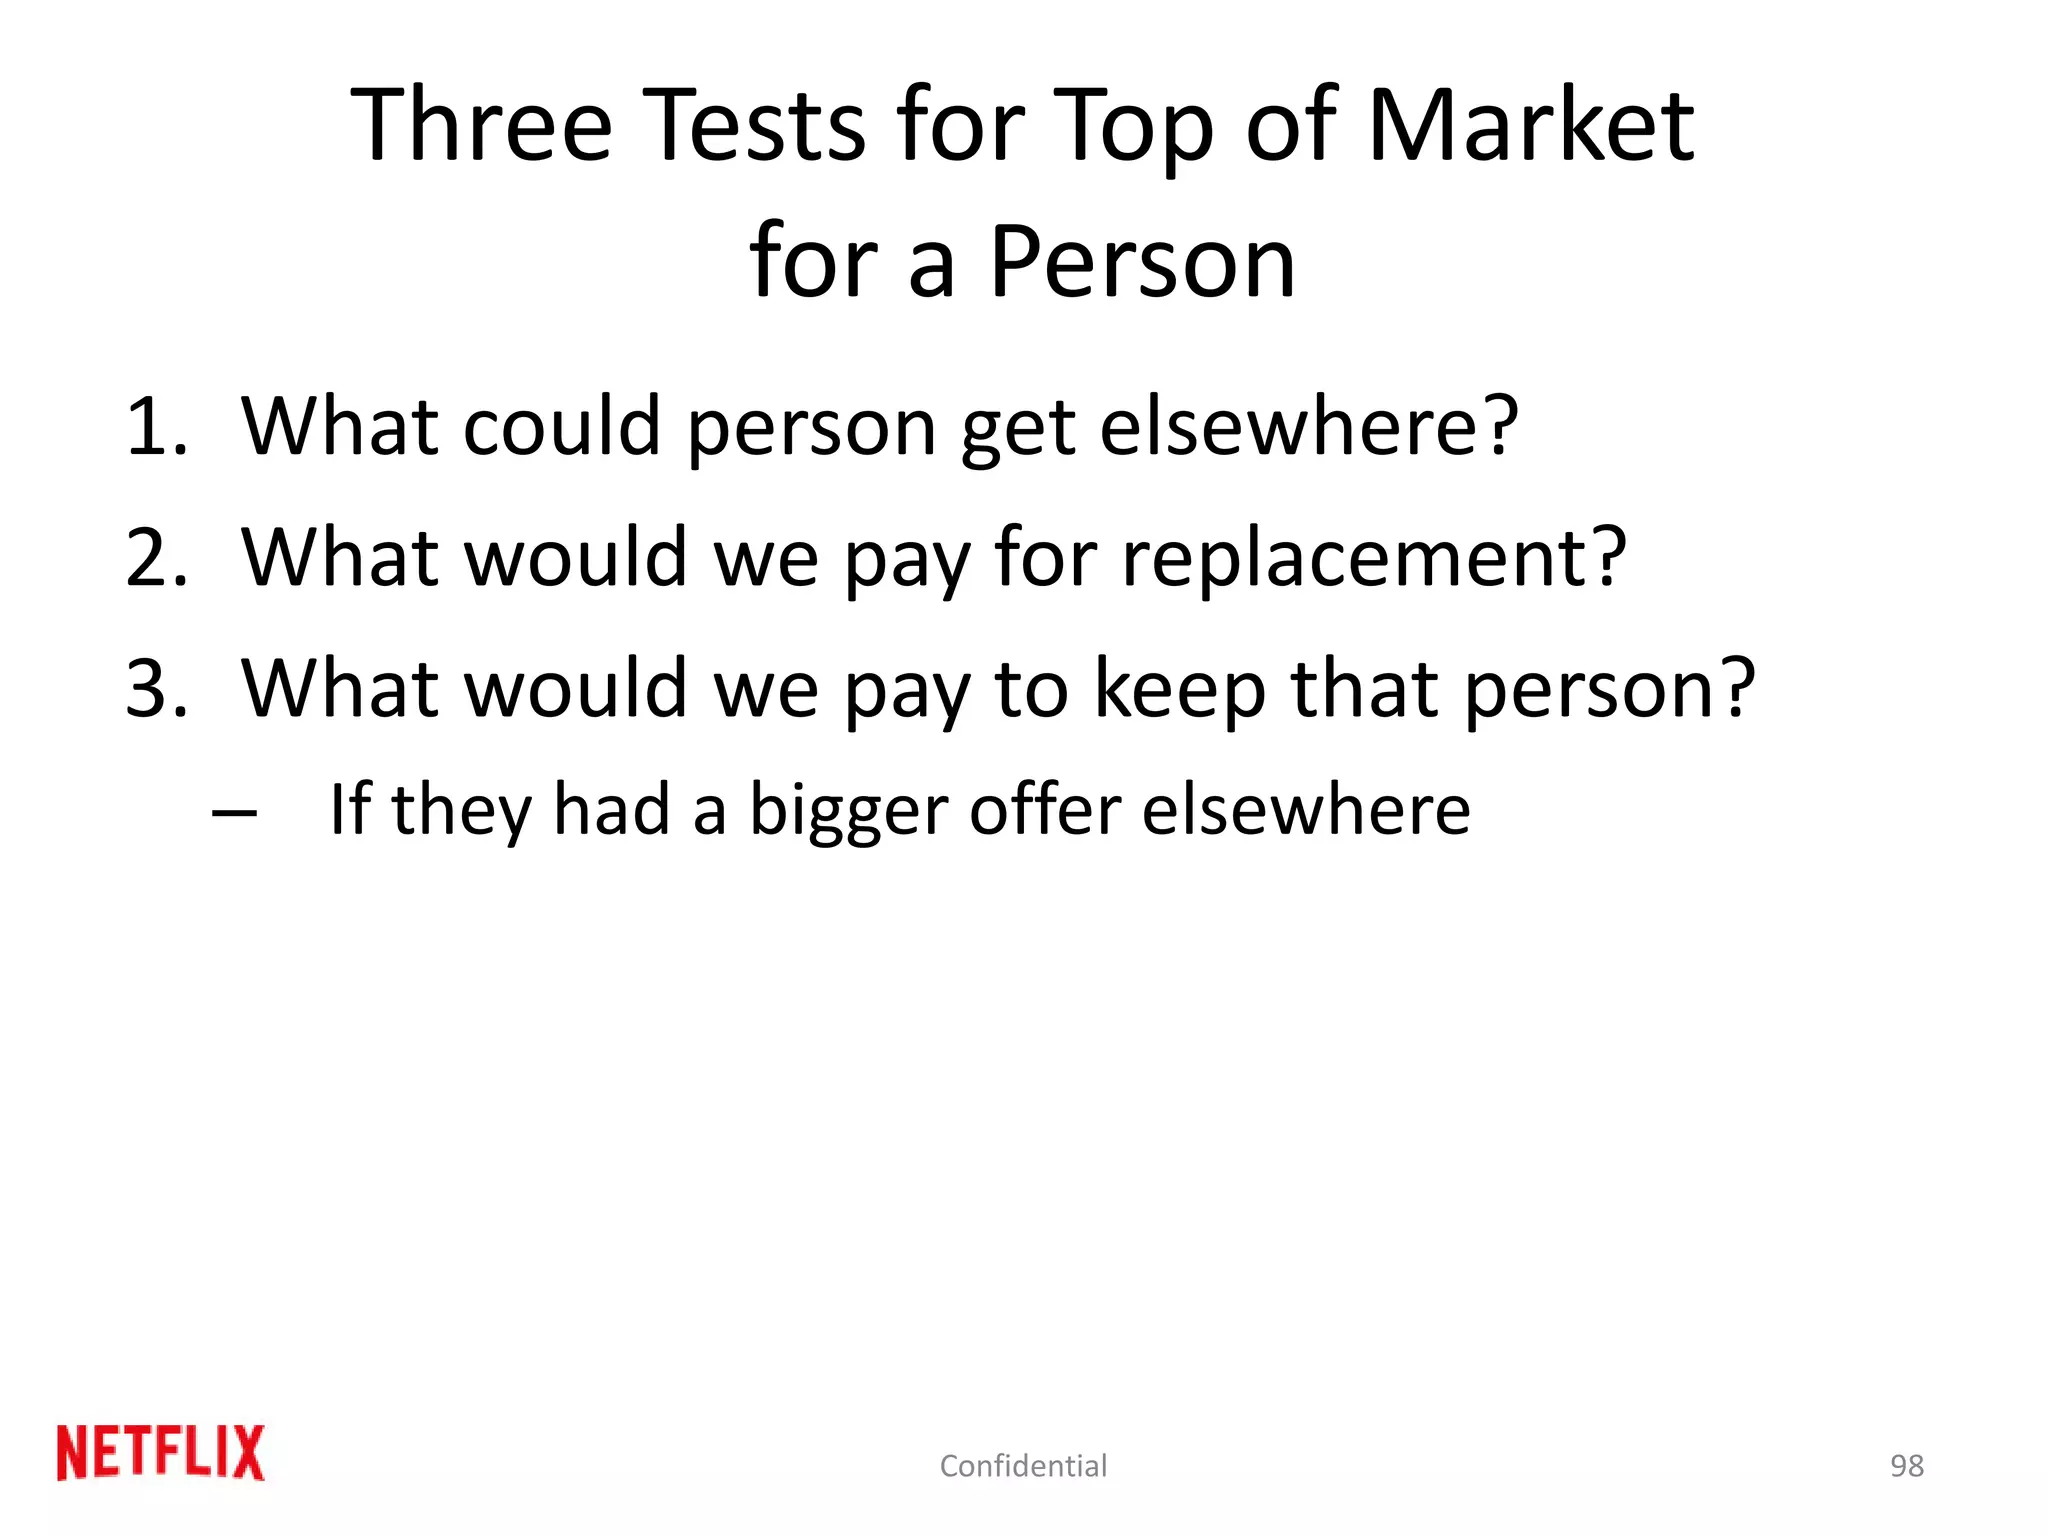 Three Tests for Top of Market
for a Person
1. What could person get elsewhere?
2. What would we pay for replacement?
3. What would we pay to keep that person?
– If they had a bigger offer elsewhere
NETFLIX
Confidential
98